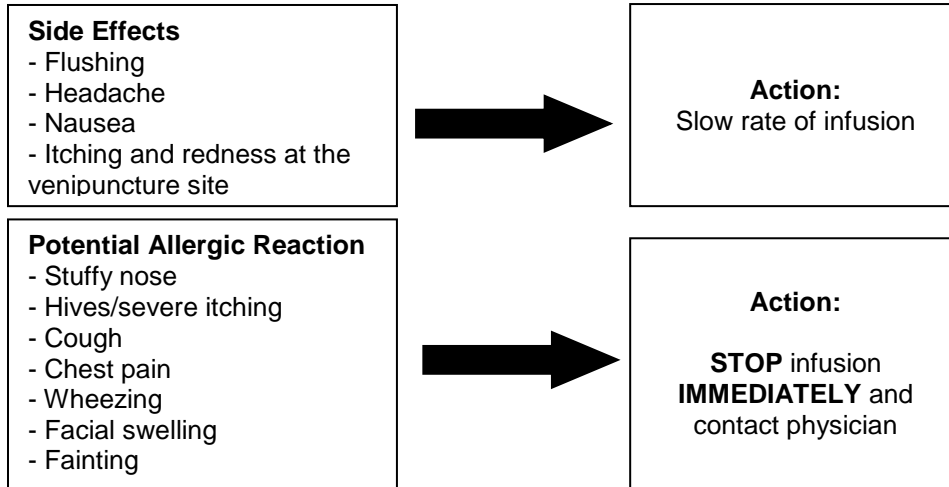 Side Effects
- Flushing
- Headache
- Nausea
- Itching and redness at the
venipuncture site
Action:
Slow rate of infusion
Potential Allergic Reaction
- Stuffy nose
- Hives/severe itching
- Cough
- Chest pain
- Wheezing
- Facial swelling
- Fainting
Action:
STOP infusion
IMMEDIATELY and
contact physician